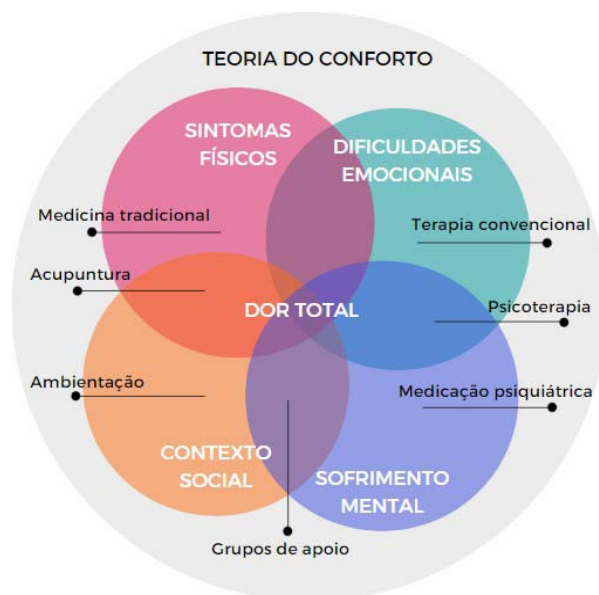 TEORIA DO CONFORTO
SINTOMAS
FÍSICOS
DIFICULDADES
EMOCIONAIS
Medicina tradicional
Terapia convencional
Acupuntura
DOR TOTAL
Psicoterapia
Ambientação
Medicação psiquiátrica
CONTEXTO
SOCIAL
SOFRIMENTO
MENTAL
Grupos de apoio